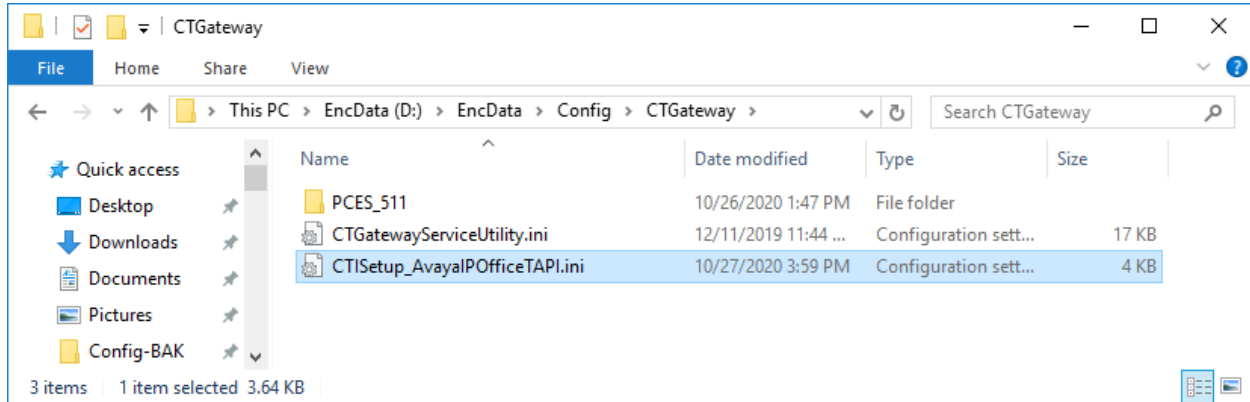 CTGateway
File Home Share View
This PC > EncData (D:) > EncData > Config > CTGateway > Search CTGateway
Name Date modified Type Size
Quick access
PCES_511 10/26/2020 1:47 PM File folder
Desktop
CTGatewayServiceUtility.ini 12/11/2019 11:44 ... Configuration sett... 17 KB
Downloads
CTISetup_AvayaIPOfficeTAPI.ini 10/27/2020 3:59 PM Configuration sett... 4 KB
Documents
Pictures
Config-BAK
3 items 1 item selected 3.64 KB